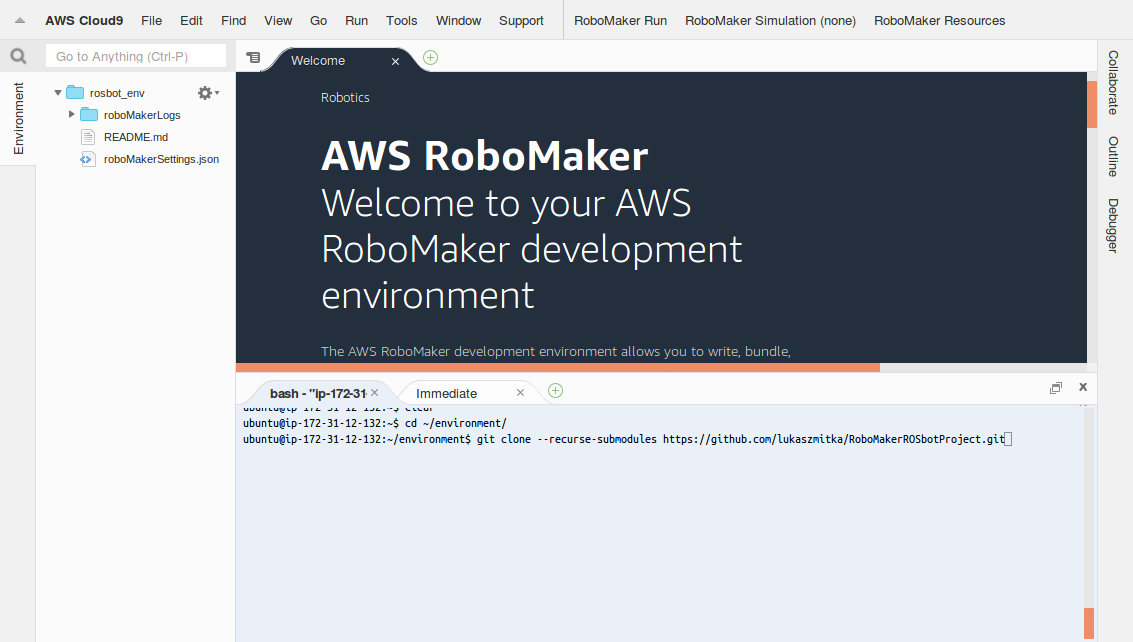 AWS Cloud9 File Edit Find View Go Run Tools Window Support RoboMaker Run RoboMaker Simulation (none) RoboMaker Resources
Go to Anything (Ctrl-P)
Environment
rosbot_env
roboMakerLogs
README.md
roboMakerSettings.json
Welcome
Robotics
AWS RoboMaker
Welcome to your AWS
RoboMaker development
environment
The AWS RoboMaker development environment allows you to write, bundle,
Collaborate
Outline
Debugger
bash - "ip-172-31- Immediate
ubuntu@ip-172-31-12-132:~$ clear
ubuntu@ip-172-31-12-132:~$ cd ~/environment/
ubuntu@ip-172-31-12-132:~/environment$ git clone --recurse-submodules https://github.com/lukaszmitka/RoboMakerROSbotProject.git